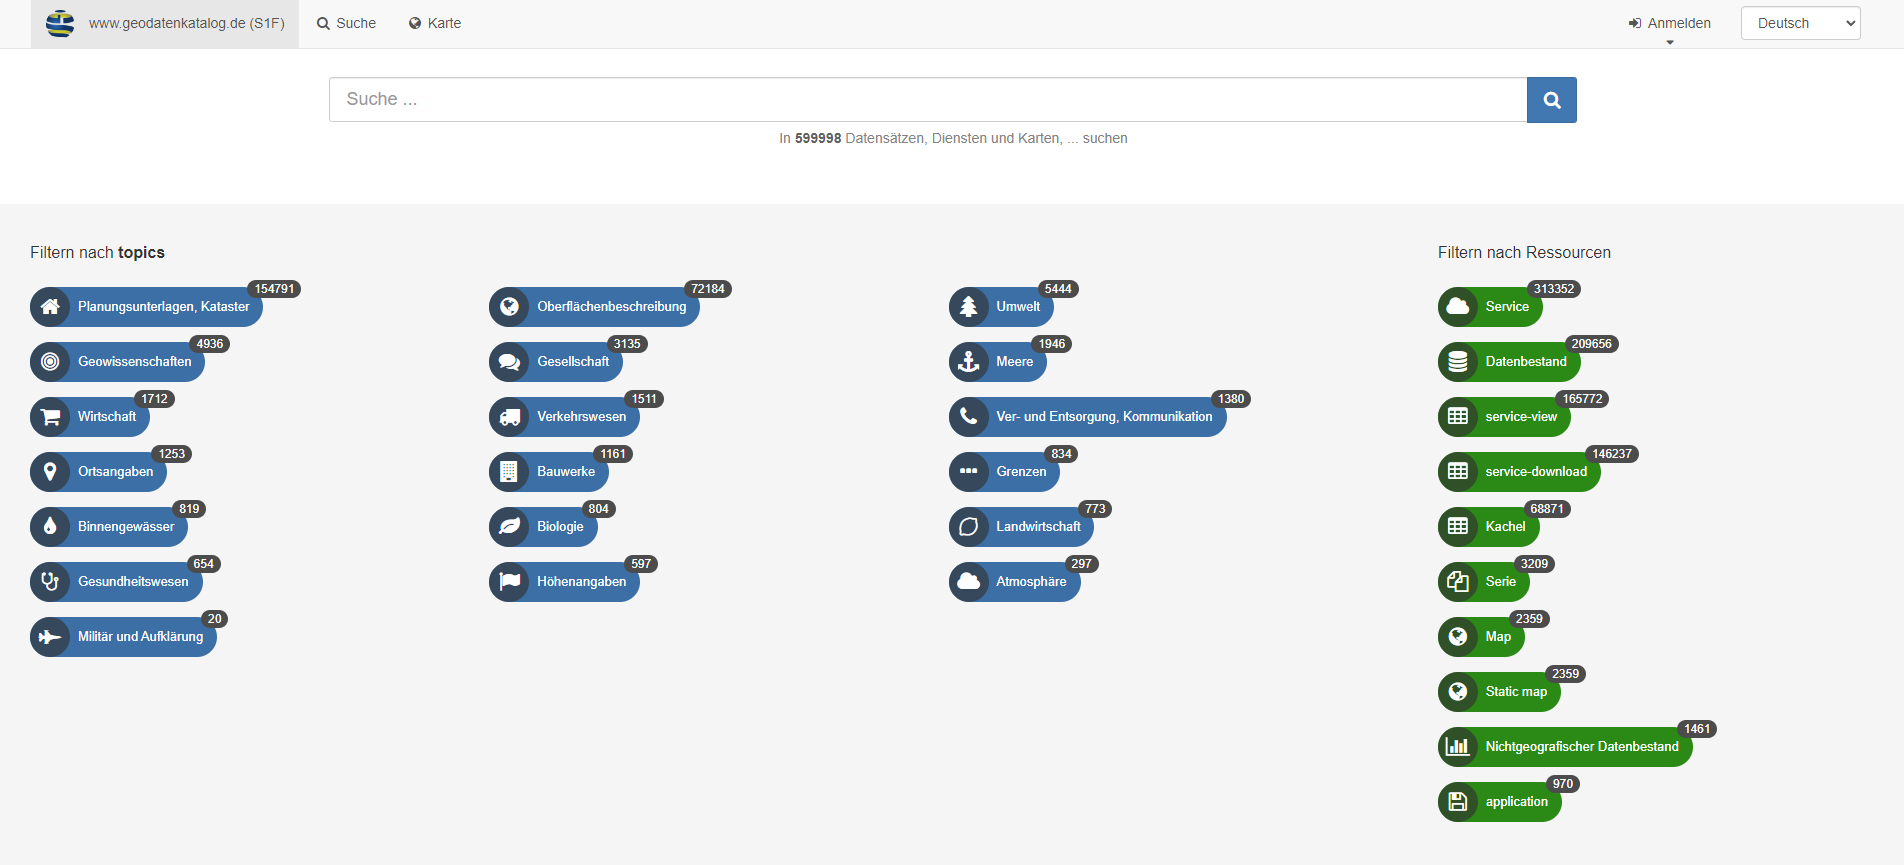 www.geodatenkatalog.de (S1F)
Suche
Karte
Anmelden
Deutsch
Suche ...
In 599998 Datensätzen, Diensten und Karten, ... suchen
Filtern nach topics
Planungsunterlagen, Kataster 154791
Oberflächenbeschreibung 72184
Umwelt 5444
Geowissenschaften 4936
Gesellschaft 3135
Meere 1946
Wirtschaft 1712
Verkehrswesen 1511
Ver- und Entsorgung, Kommunikation 1380
Ortsangaben 1253
Bauwerke 1161
Grenzen 834
Binnengewässer 819
Biologie 804
Landwirtschaft 773
Gesundheitswesen 654
Höhenangaben 597
Atmosphäre 297
Militär und Aufklärung 20
Filtern nach Ressourcen
Service 313352
Datenbestand 209656
service-view 165772
service-download 146237
Kachel 68871
Serie 3209
Map 2359
Static map 2359
Nichtgeografischer Datenbestand 1461
application 970